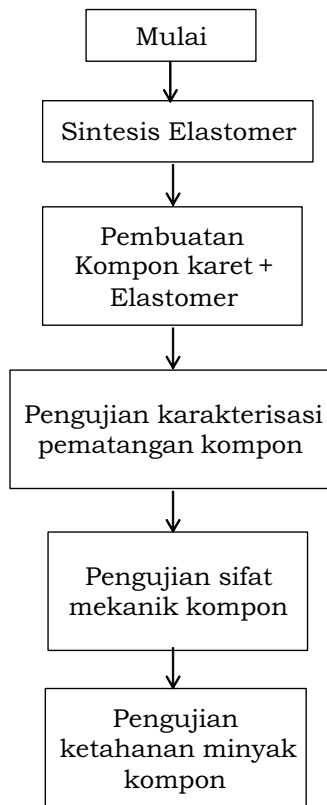 Mulai
Sintesis Elastomer
Pembuatan
Kompon karet +
Elastomer
Pengujian karakterisasi
pematangan kompon
Pengujian sifat
mekanik kompon
Pengujian
ketahanan minyak
kompon